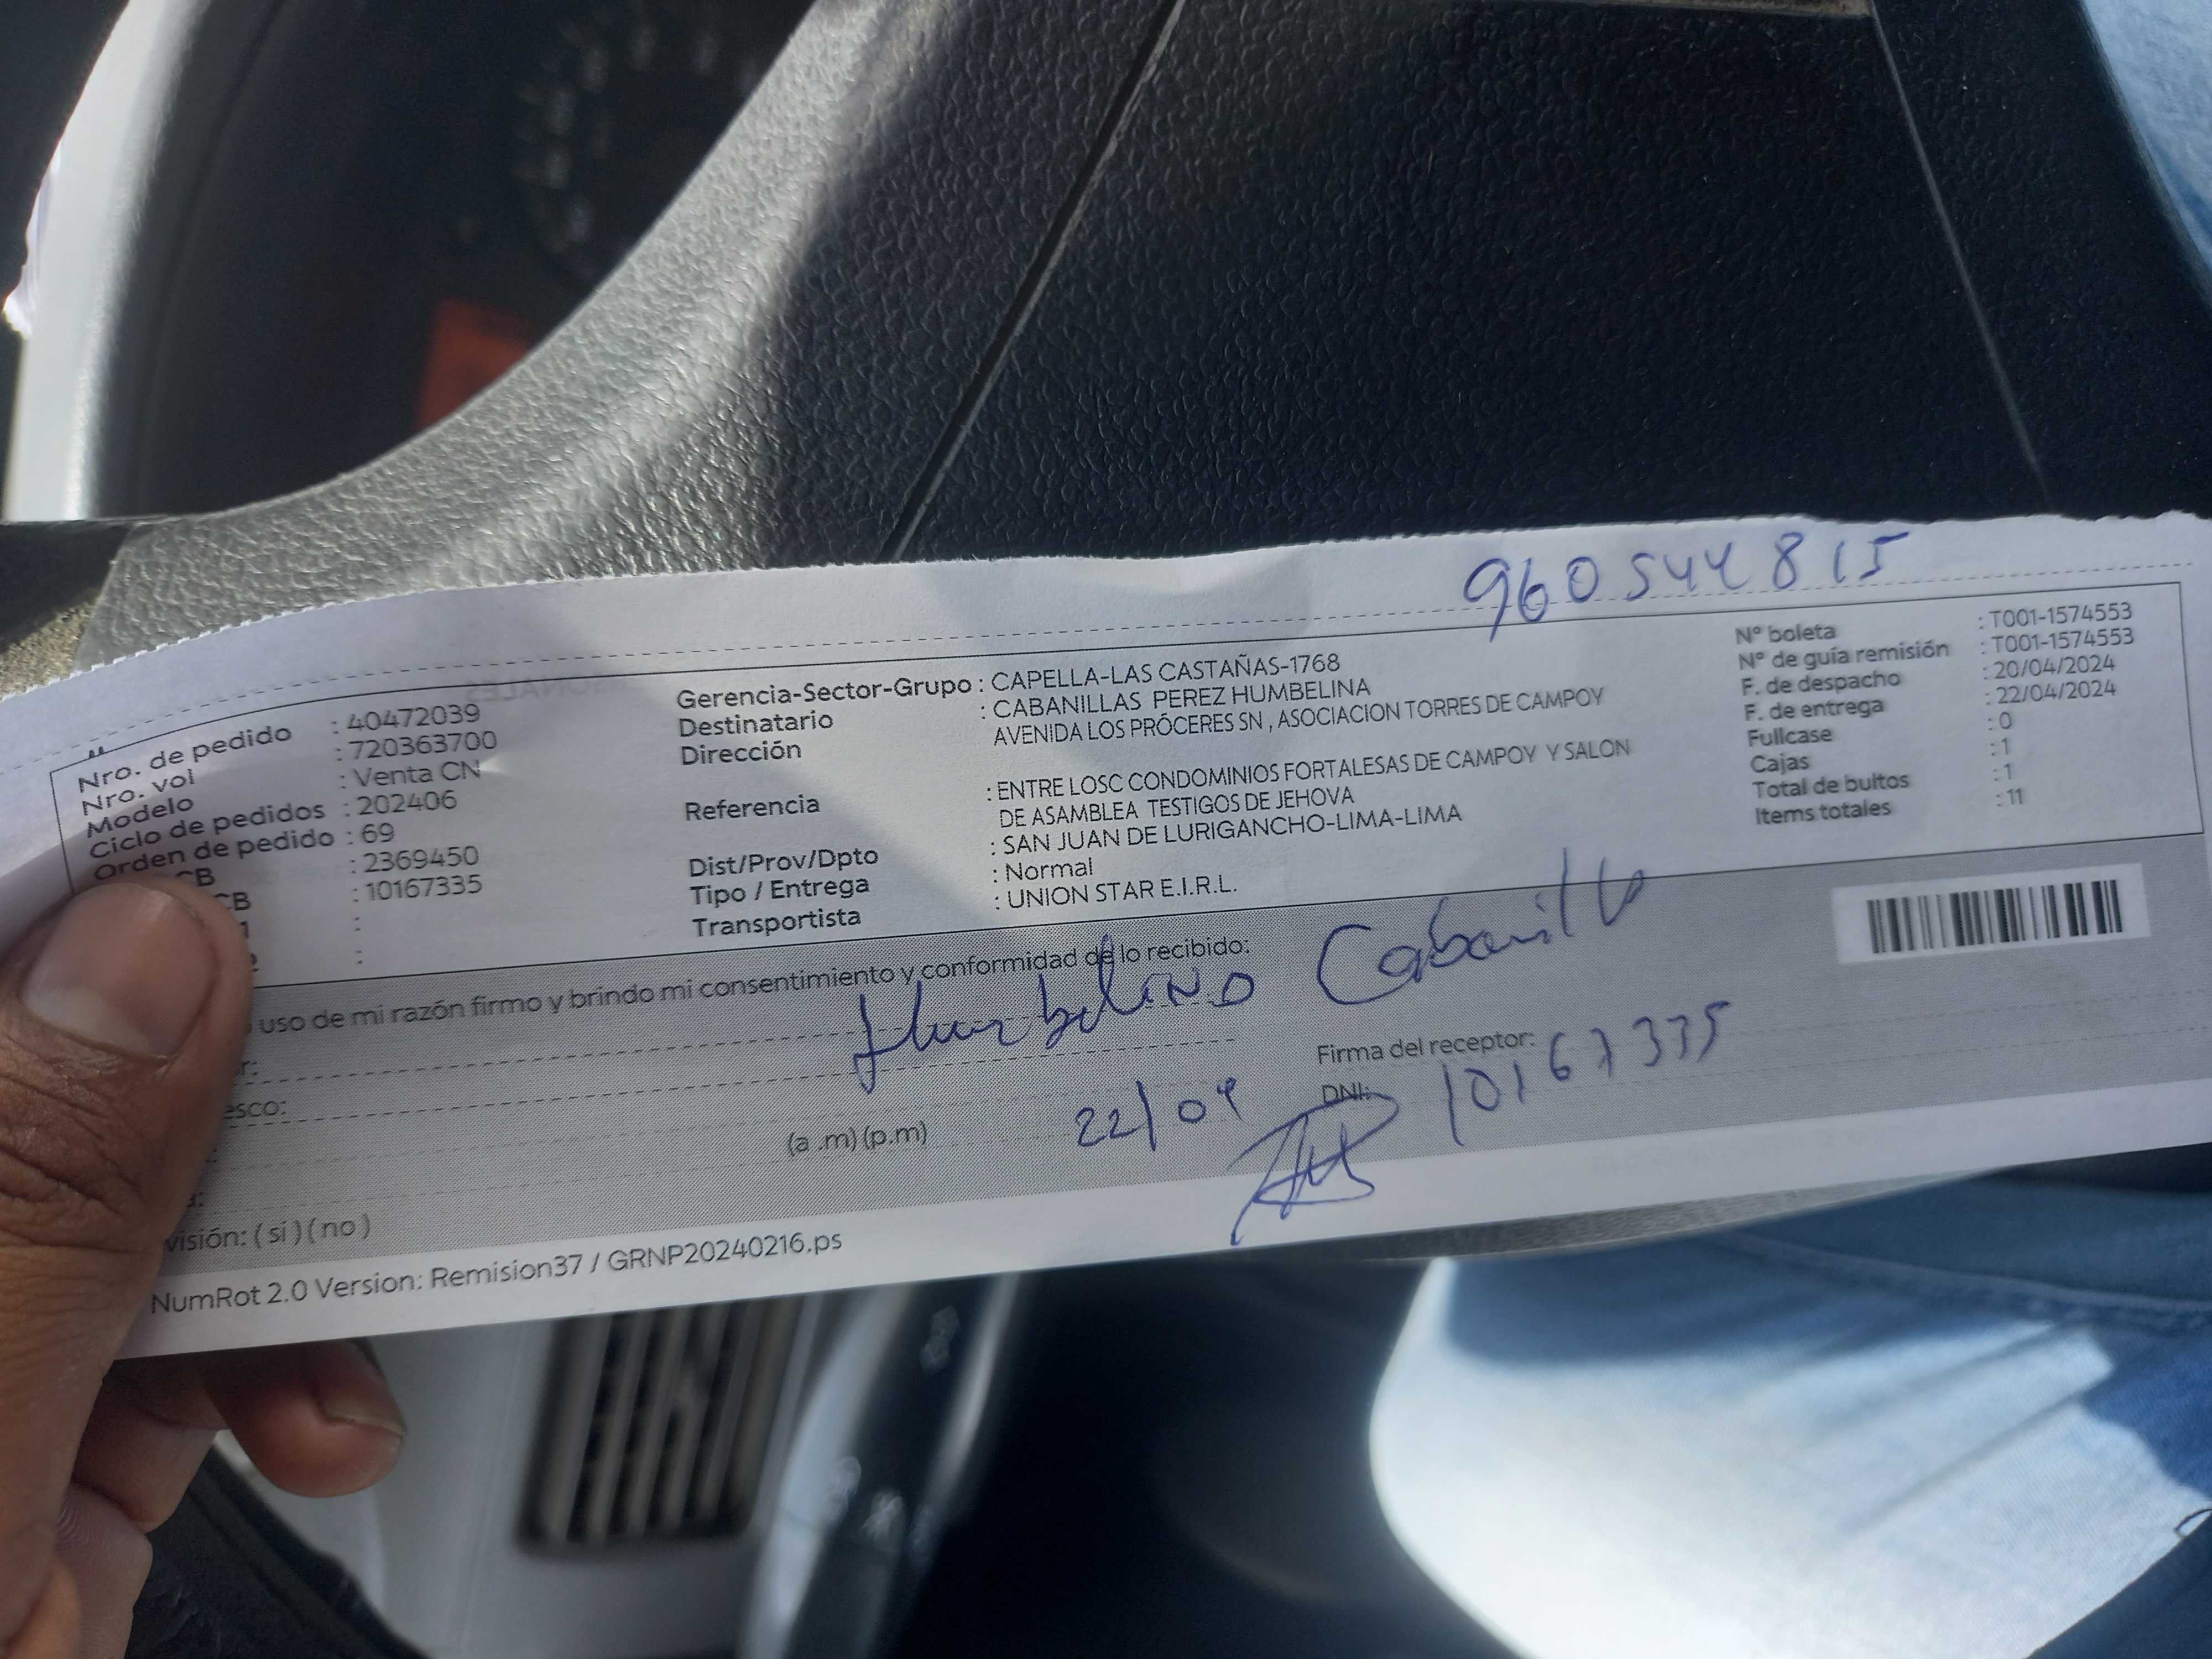 960544815
Nro. de pedido : 40472039
Nro. vol : 720363700
Modelo : Venta CN
Ciclo de pedidos : 202406
Orden de pedido : 69
CB : 2369450
CB : 10167335
:
:
Gerencia-Sector-Grupo : CAPELLA-LAS CASTAÑAS-1768
Destinatario : CABANILLAS PEREZ HUMBELINA
Dirección AVENIDA LOS PRÓCERES SN , ASOCIACION TORRES DE CAMPOY
Referencia : ENTRE LOSC CONDOMINIOS FORTALESAS DE CAMPOY Y SALON
DE ASAMBLEA TESTIGOS DE JEHOVA
Dist/Prov/Dpto : SAN JUAN DE LURIGANCHO-LIMA-LIMA
Tipo / Entrega : Normal
Transportista : UNION STAR E.I.R.L.
N° boleta : T001-1574553
N° de guía remisión : T001-1574553
F. de despacho : 20/04/2024
F. de entrega : 22/04/2024
Fullcase : 0
Cajas : 1
Total de bultos : 1
Items totales : 11
uso de mi razón firmo y brindo mi consentimiento y conformidad de lo recibido:
Humbelina Cabanilla
Firma del receptor:
esco:
DNI: 10167335
(a .m) (p.m) 22/04
visión: ( si ) ( no )
NumRot 2.0 Version: Remision37 / GRNP20240216.ps